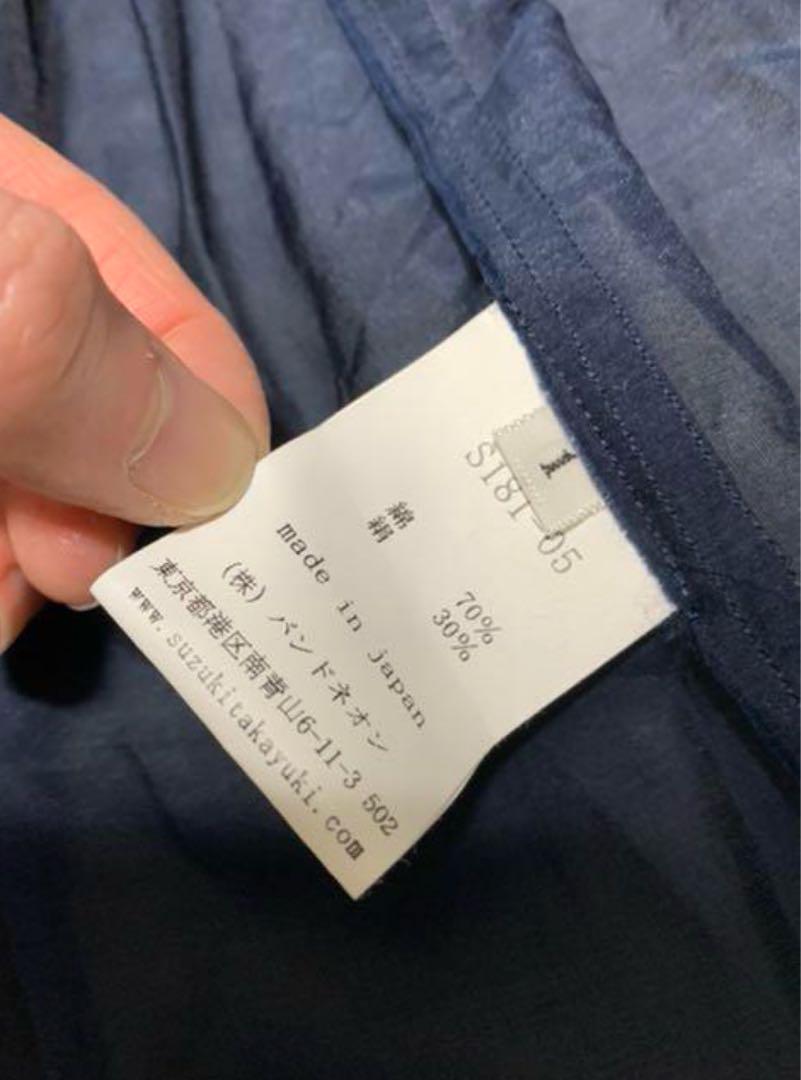 1
S181-05
綿 70%
絹 30%
made in japan
(株) バンドネオン
東京都港区南青山6-11-3 502
www.suzukitakayuki.com